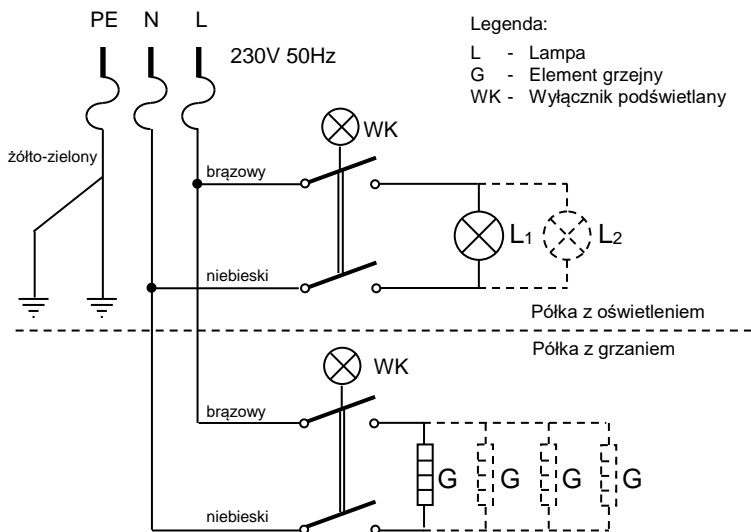 PE N L
230V 50Hz
Legenda:
L - Lampa
G - Element grzejny
WK - Wyłącznik podświetlany
WK
żółto-zielony
brązowy
L1 L2
niebieski
Półka z oświetleniem
Półka z grzaniem
WK
brązowy
G G G G
niebieski